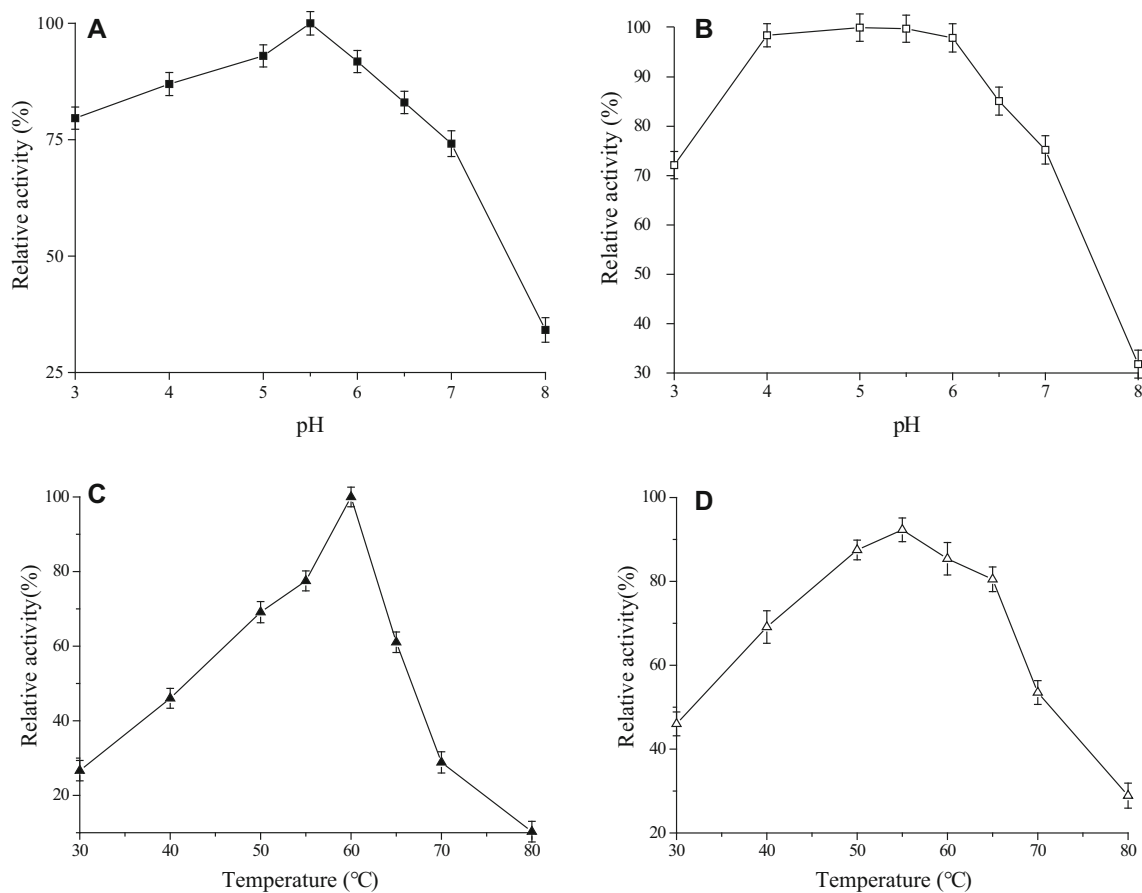 A
Relative activity (%)
100
75
50
25
3 4 5 6 7 8
pH
B
Relative activity (%)
100
90
80
70
60
50
40
30
3 4 5 6 7 8
pH
C
Relative activity(%)
100
80
60
40
20
30 40 50 60 70 80
Temperature (℃)
D
Relative activity(%)
100
80
60
40
20
30 40 50 60 70 80
Temperature (℃)